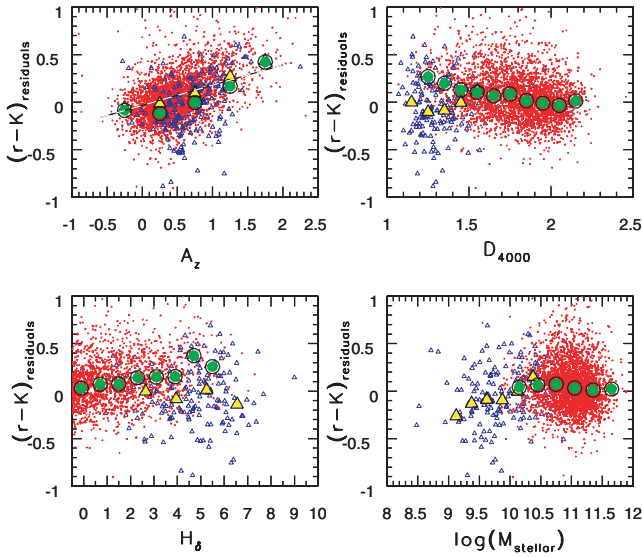 1
0.5
0
-0.5
-1
(r-K)residuals
-1 -0.5 0 0.5 1 1.5 2 2.5
Az
1
0.5
0
-0.5
-1
(r-K)residuals
1 1.5 2 2.5
D4000
1
0.5
0
-0.5
-1
(r-K)residuals
0 1 2 3 4 5 6 7 8 9 10
Hδ
1
0.5
0
-0.5
-1
(r-K)residuals
8 8.5 9 9.5 10 10.5 11 11.5 12
log(Mstellar)